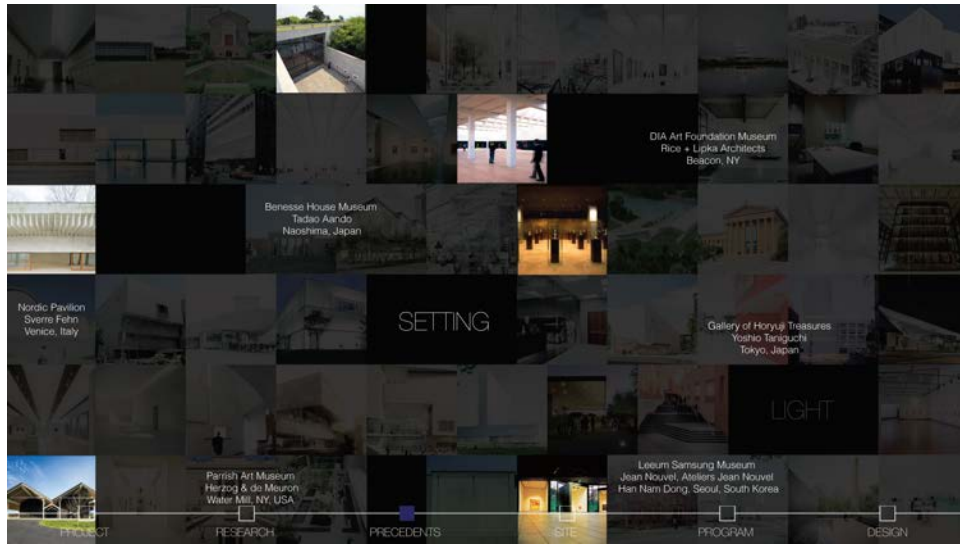 DIA Art Foundation Museum
Rice + Lipka Architects
Beacon, NY
Benesse House Museum
Tadao Aando
Naoshima, Japan
Nordic Pavilion
Sverre Fehn
Venice, Italy
SETTING
Gallery of Horyuji Treasures
Yoshio Taniguchi
Tokyo, Japan
LIGHT
Parrish Art Museum
Herzog & de Meuron
Water Mill, NY, USA
Leeum Samsung Museum
Jean Nouvel, Ateliers Jean Nouvel
Han Nam Dong, Seoul, South Korea
PROJECT
RESEARCH
PRECEDENTS
SITE
PROGRAM
DESIGN